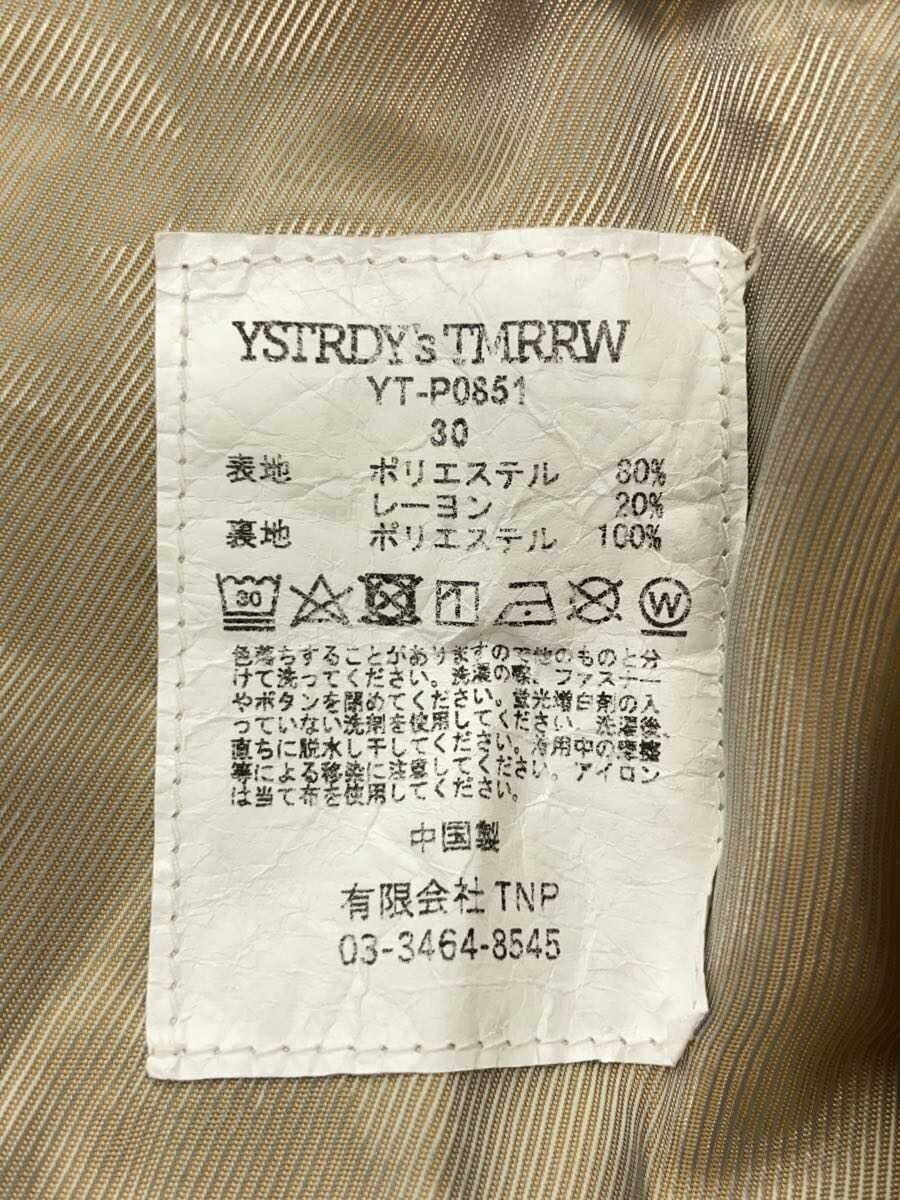 YSTRDY's TMRRW
YT-P0851
30
表地 ポリエステル 80%
レーヨン 20%
裏地 ポリエステル 100%
30 W
色落ちすることがありますので他のものと分
けて洗ってください。洗濯の際、ファスナー
やボタンを閉めてください。蛍光増白剤の入
っていない洗剤を使用してください。洗濯後
直ちに脱水し干してください。着用中の摩擦
等による移染に注意してください。アイロン
は当て布を使用してください。
中国製
有限会社TNP
03-3464-8545